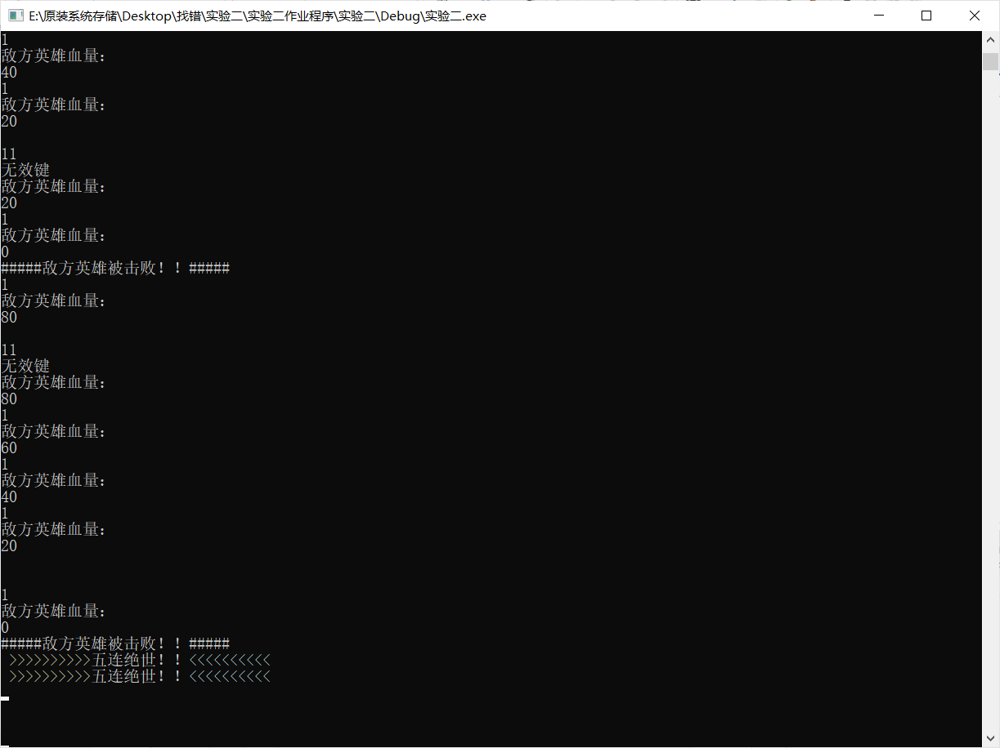 E:\原装系统存储\Desktop\找错\实验二\实验二作业程序\实验二\Debug\实验二.exe
1
敌方英雄血量：
40
1
敌方英雄血量：
20
11
无效键
敌方英雄血量：
20
1
敌方英雄血量：
0
#####敌方英雄被击败！！#####
1
敌方英雄血量：
80
11
无效键
敌方英雄血量：
80
1
敌方英雄血量：
60
1
敌方英雄血量：
40
1
敌方英雄血量：
20
1
敌方英雄血量：
0
#####敌方英雄被击败！！#####
>>>>>>>>>>五连绝世！！<<<<<<<<<<
>>>>>>>>>>五连绝世！！<<<<<<<<<<